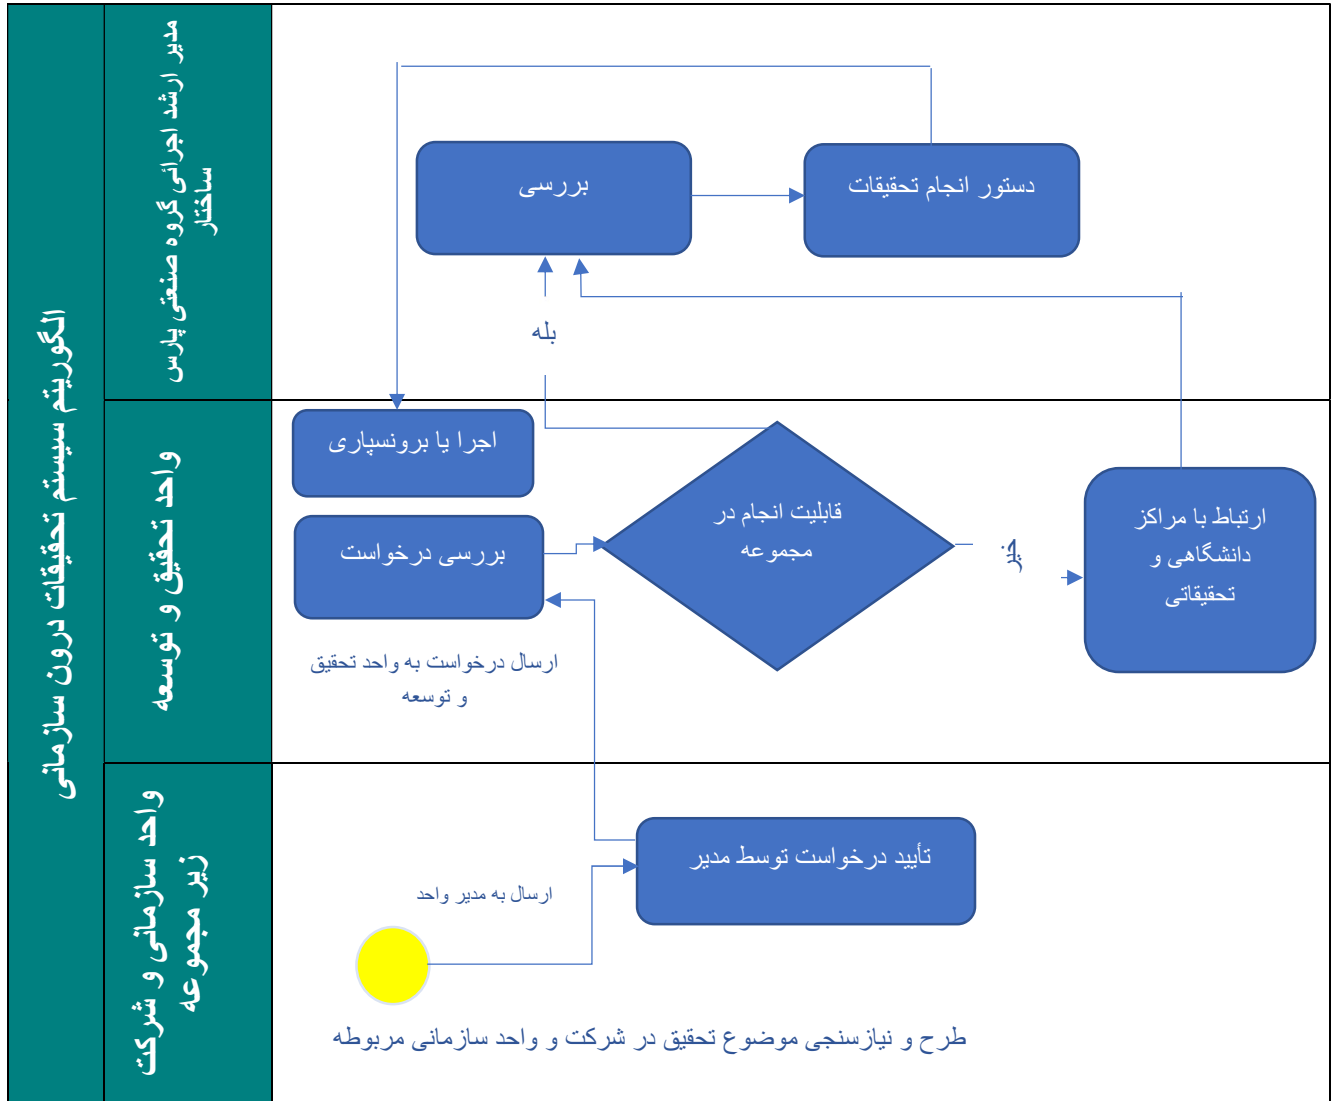 الگوریتم سیستم تحقیقات درون سازمانی
مدیر ارشد اجرائی گروه صنعتی پارس
ساختار
بررسی
دستور انجام تحقیقات
بله
واحد تحقیق و توسعه
اجرا یا برونسپاری
بررسی درخواست
قابلیت انجام در
مجموعه
خیر
ارتباط با مراکز
دانشگاهی و
تحقیقاتی
ارسال درخواست به واحد تحقیق
و توسعه
واحد سازمانی و شرکت
زیر مجموعه
تأیید درخواست توسط مدیر
ارسال به مدیر واحد
طرح و نیازسنجی موضوع تحقیق در شرکت و واحد سازمانی مربوطه